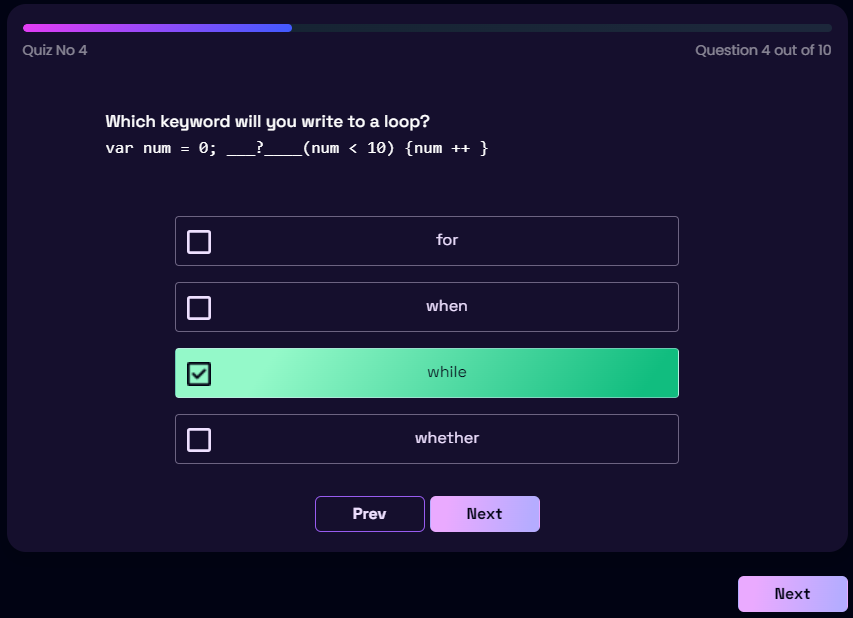 Quiz No 4
Question 4 out of 10
Which keyword will you write to a loop?
var num = 0; ___?____(num < 10) {num ++ }
for
when
while
whether
Prev
Next
Next